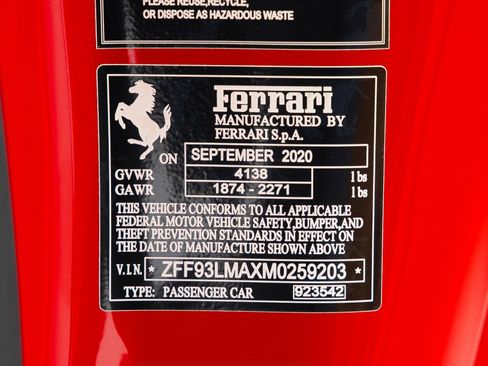 PLEASE REUSE,RECYCLE,
OR DISPOSE AS HAZARDOUS WASTE
Ferrari
MANUFACTURED BY
FERRARI S.p.A.
ON SEPTEMBER 2020
GVWR 4138 lbs
GAWR 1874 - 2271 lbs
THIS VEHICLE CONFORMS TO ALL APPLICABLE
FEDERAL MOTOR VEHICLE SAFETY,BUMPER,AND
THEFT PREVENTION STANDARDS IN EFFECT ON
THE DATE OF MANUFACTURE SHOWN ABOVE
V.I.N. * ZFF93LMAXM0259203 *
TYPE: PASSENGER CAR 923542